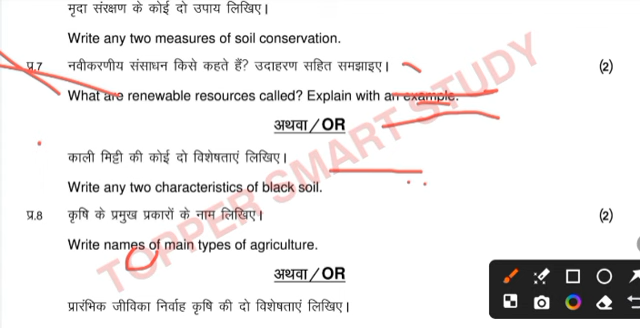 मृदा संरक्षण के कोई दो उपाय लिखिए।
Write any two measures of soil conservation.
प्र.7 नवीकरणीय संसाधन किसे कहते हैं? उदाहरण सहित समझाइए। (2)
What are renewable resources called? Explain with an example.
अथवा/OR
काली मिट्टी की कोई दो विशेषताएं लिखिए।
Write any two characteristics of black soil.
प्र.8 कृषि के प्रमुख प्रकारों के नाम लिखिए। (2)
Write names of main types of agriculture.
अथवा/OR
प्रारंभिक जीविका निर्वाह कृषि की दो विशेषताएं लिखिए।
TOPPER SMART STUDY